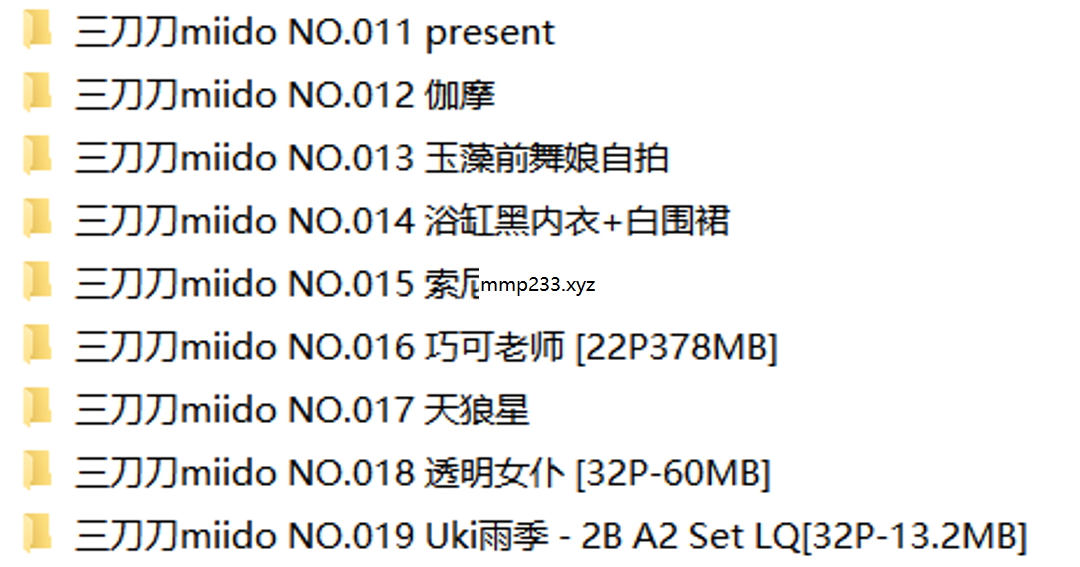 三刀刀miido NO.011 present
三刀刀miido NO.012 伽摩
三刀刀miido NO.013 玉藻前舞娘自拍
三刀刀miido NO.014 浴缸黑内衣+白围裙
三刀刀miido NO.015 索 mmp233.xyz
三刀刀miido NO.016 巧可老师 [22P378MB]
三刀刀miido NO.017 天狼星
三刀刀miido NO.018 透明女仆 [32P-60MB]
三刀刀miido NO.019 Uki雨季 - 2B A2 Set LQ[32P-13.2MB]